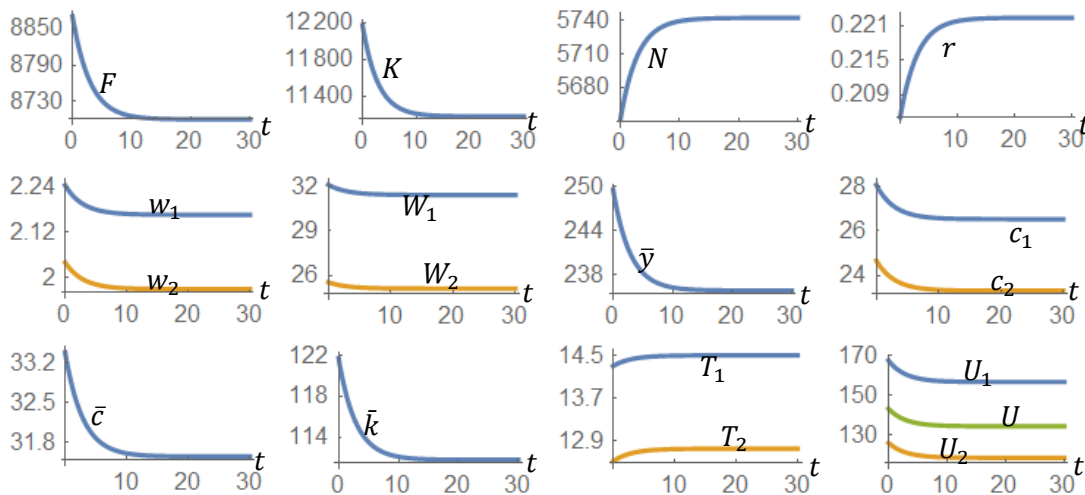 8850
8790
8730
F
0 10 20 30 t
12200
11400
K
0 10 20 30 t
5740
5710
5680
N
0 10 20 30 t
0.221
0.215
0.209
r
0 10 20 30 t
2.24
2.12
2
w₁
w₂
0 10 20 30 t
32
29
26
W₁
W₂
0 10 20 30 t
250
244
238
ȳ
0 10 20 30 t
28
26
24
c₁
c₂
0 10 20 30 t
33.2
32.5
31.8
c̄
0 10 20 30 t
122
118
114
k̄
0 10 20 30 t
14.5
13.7
12.9
T₁
T₂
0 10 20 30 t
170
150
130
U₁
U
U₂
0 10 20 30 t